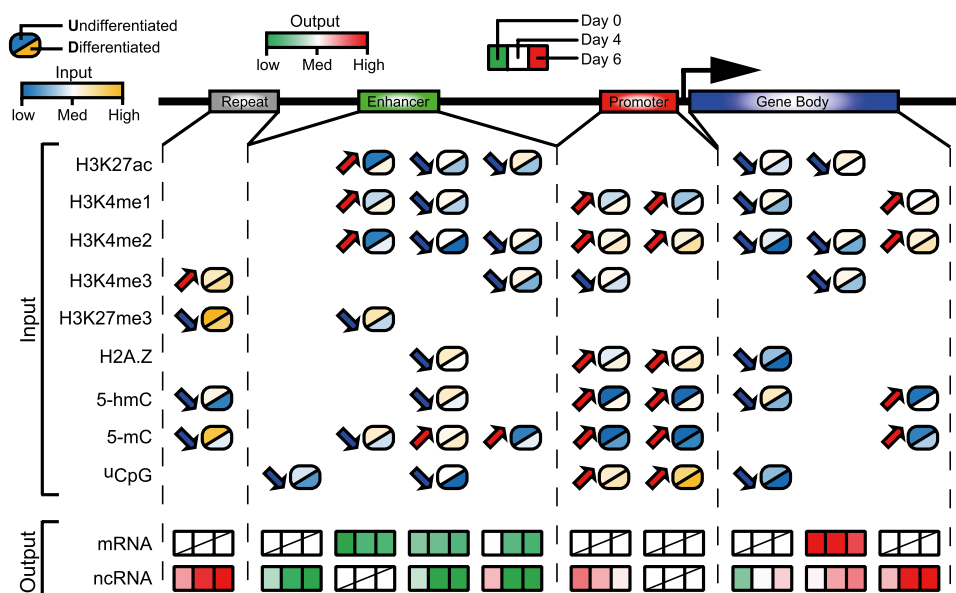 Undifferentiated
Differentiated
Input
low Med High
Output
low Med High
Day 0
Day 4
Day 6
Repeat Enhancer Promoter Gene Body
Input
H3K27ac
H3K4me1
H3K4me2
H3K4me3
H3K27me3
H2A.Z
5-hmC
5-mC
uCpG
Output
mRNA
ncRNA